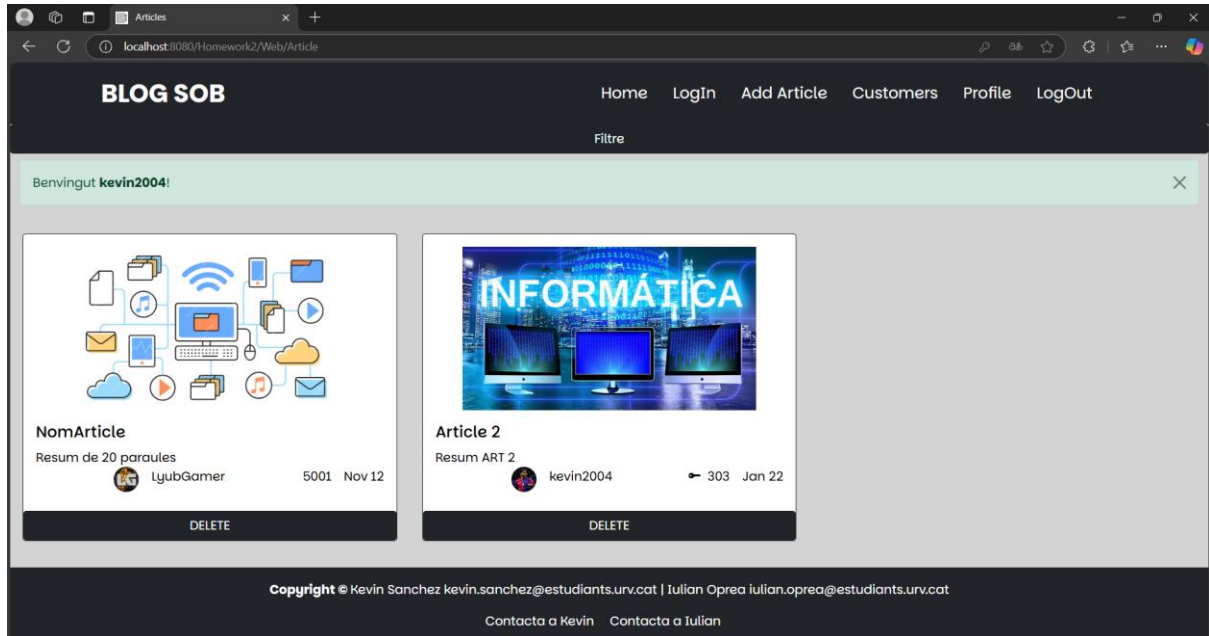 Articles
localhost:8080/Homework2/Web/Article
BLOG SOB
Home LogIn Add Article Customers Profile LogOut
Filtre
Benvingut kevin2004!
INFORMÁTICA
NomArticle
Resum de 20 paraules
LyubGamer 5001 Nov 12
DELETE
Article 2
Resum ART 2
kevin2004 303 Jan 22
DELETE
Copyright © Kevin Sanchez kevin.sanchez@estudiants.urv.cat | Iulian Oprea iulian.oprea@estudiants.urv.cat
Contacta a Kevin Contacta a Iulian